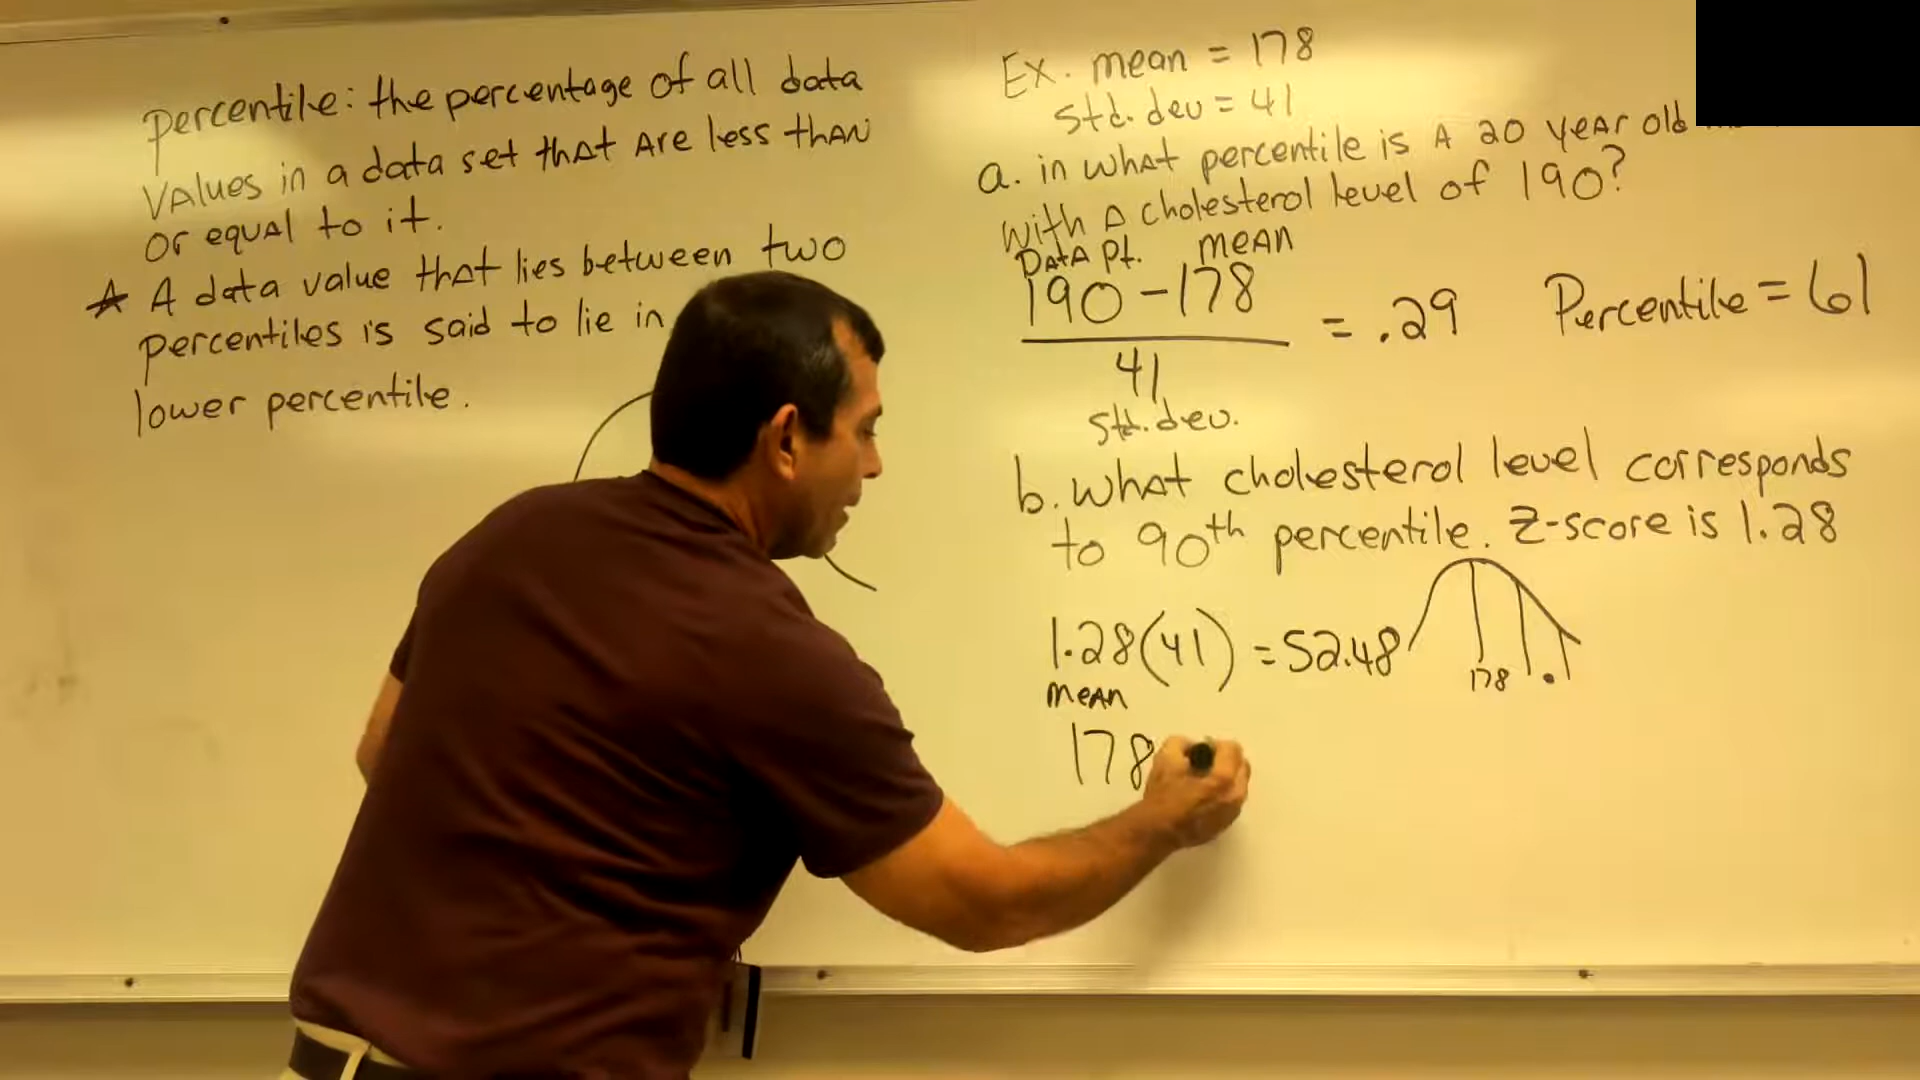 percentile: the percentage of all data
values in a data set that are less than
or equal to it.
★ A data value that lies between two
percentiles is said to lie in
lower percentile.
Ex. mean = 178
std. dev = 41
a. in what percentile is a 20 year old
with a cholesterol level of 190?
Data Pt. mean
190 - 178
= .29 Percentile = 61
41
std. dev.
b. what cholesterol level corresponds
to 90th percentile. Z-score is 1.28
1.28(41) = 52.48
178
mean
178